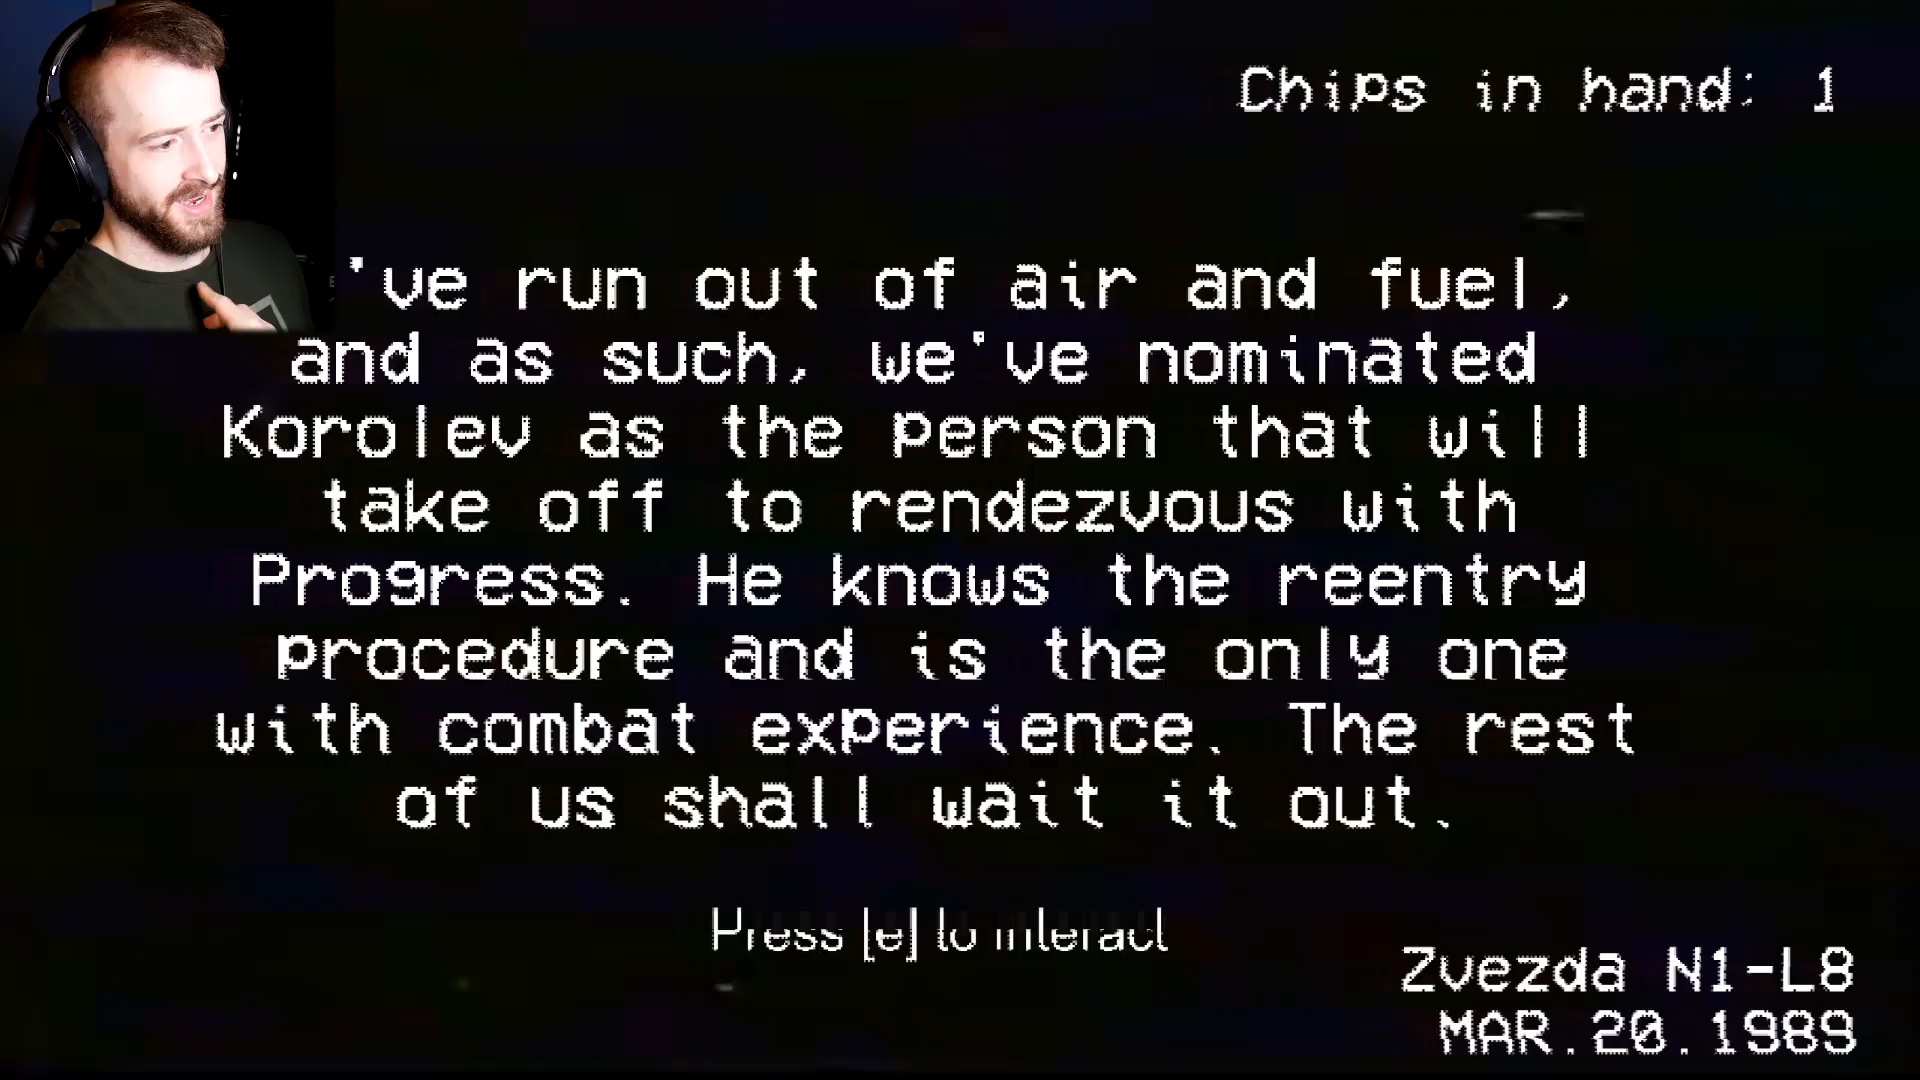 Chips in hand: 1
've run out of air and fuel,
and as such, we've nominated
Korolev as the person that will
take off to rendezvous with
Progress. He knows the reentry
procedure and is the only one
with combat experience. The rest
of us shall wait it out.
Press [e] to interact
Zvezda N1-L8
MAR.20.1989